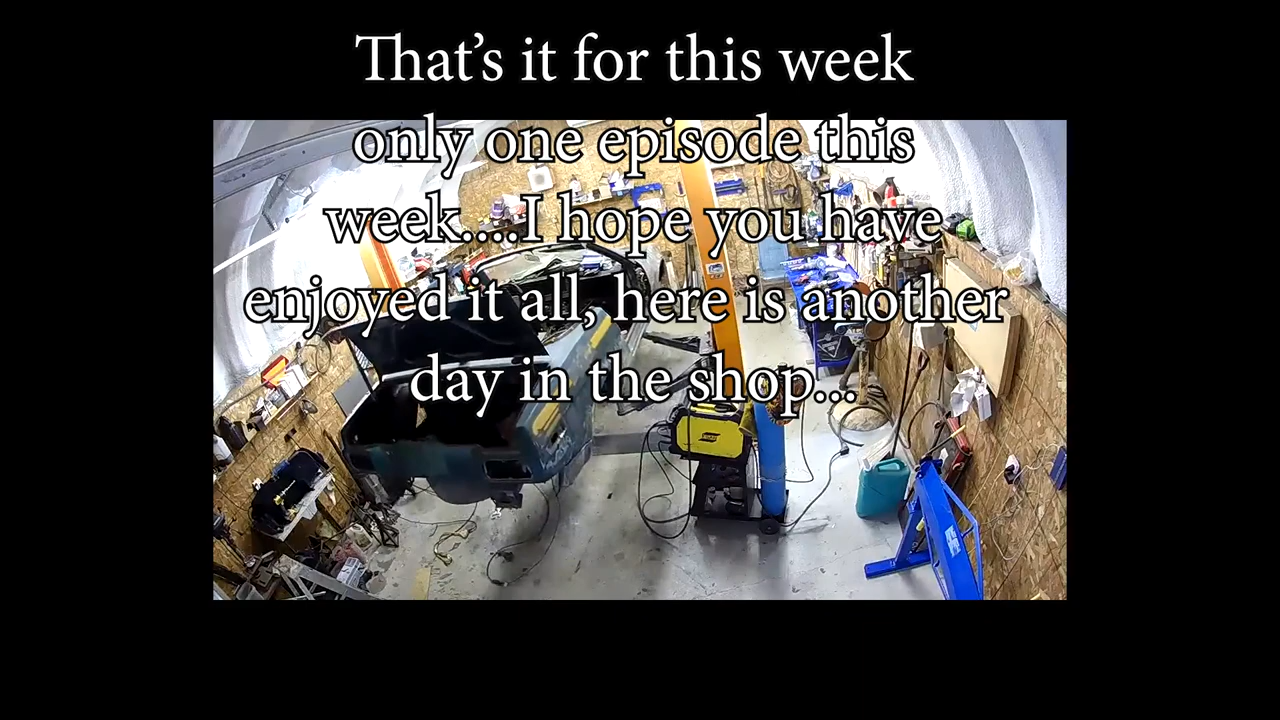 That's it for this week
only one episode this
week....I hope you have
enjoyed it all, here is another
day in the shop...